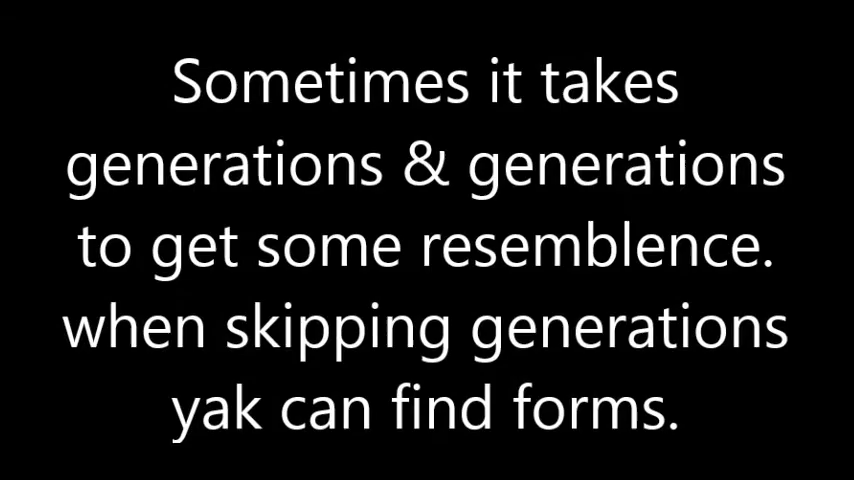 Sometimes it takes
generations & generations
to get some resemblence.
when skipping generations
yak can find forms.